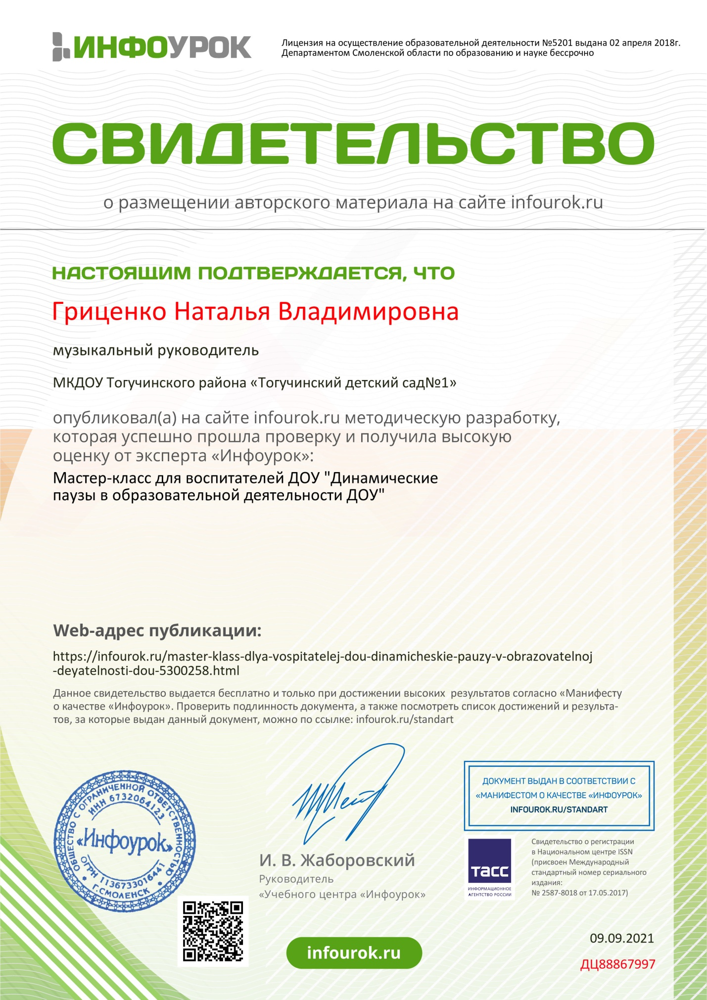 ИНФОУРОК
Лицензия на осуществление образовательной деятельности №5201 выдана 02 апреля 2018г.
Департаментом Смоленской области по образованию и науке бессрочно
СВИДЕТЕЛЬСТВО
о размещении авторского материала на сайте infourok.ru
НАСТОЯЩИМ ПОДТВЕРЖДАЕТСЯ, ЧТО
Гриценко Наталья Владимировна
музыкальный руководитель
МКДОУ Тогучинского района «Тогучинский детский сад№1»
опубликовал(а) на сайте infourok.ru методическую разработку,
которая успешно прошла проверку и получила высокую
оценку от эксперта «Инфоурок»:
Мастер-класс для воспитателей ДОУ "Динамические
паузы в образовательной деятельности ДОУ"
Web-адрес публикации:
https://infourok.ru/master-klass-dlya-vospitatelej-dou-dinamicheskie-pauzy-v-obrazovatelnoj
-deyatelnosti-dou-5300258.html
Данное свидетельство выдается бесплатно и только при достижении высоких результатов согласно «Манифесту
о качестве «Инфоурок». Проверить подлинность документа, а также посмотреть список достижений и результа-
тов, за которые выдан данный документ, можно по ссылке: infourok.ru/standart
ОБЩЕСТВО С ОГРАНИЧЕННОЙ ОТВЕТСТВЕННОСТЬЮ
ИНН 6732064123
«Инфоурок»
ОГРН 1136733016441
Г.СМОЛЕНСК
И. В. Жаборовский
Руководитель
«Учебного центра «Инфоурок»
ДОКУМЕНТ ВЫДАН В СООТВЕТСТВИИ С
«МАНИФЕСТОМ О КАЧЕСТВЕ «ИНФОУРОК»
INFOUROK.RU/STANDART
ТАСС
ИНФОРМАЦИОННОЕ
АГЕНТСТВО РОССИИ
Свидетельство о регистрации
в Национальном центре ISSN
(присвоен Международный
стандартный номер сериального
издания:
№ 2587-8018 от 17.05.2017)
infourok.ru
09.09.2021
ДЦ88867997